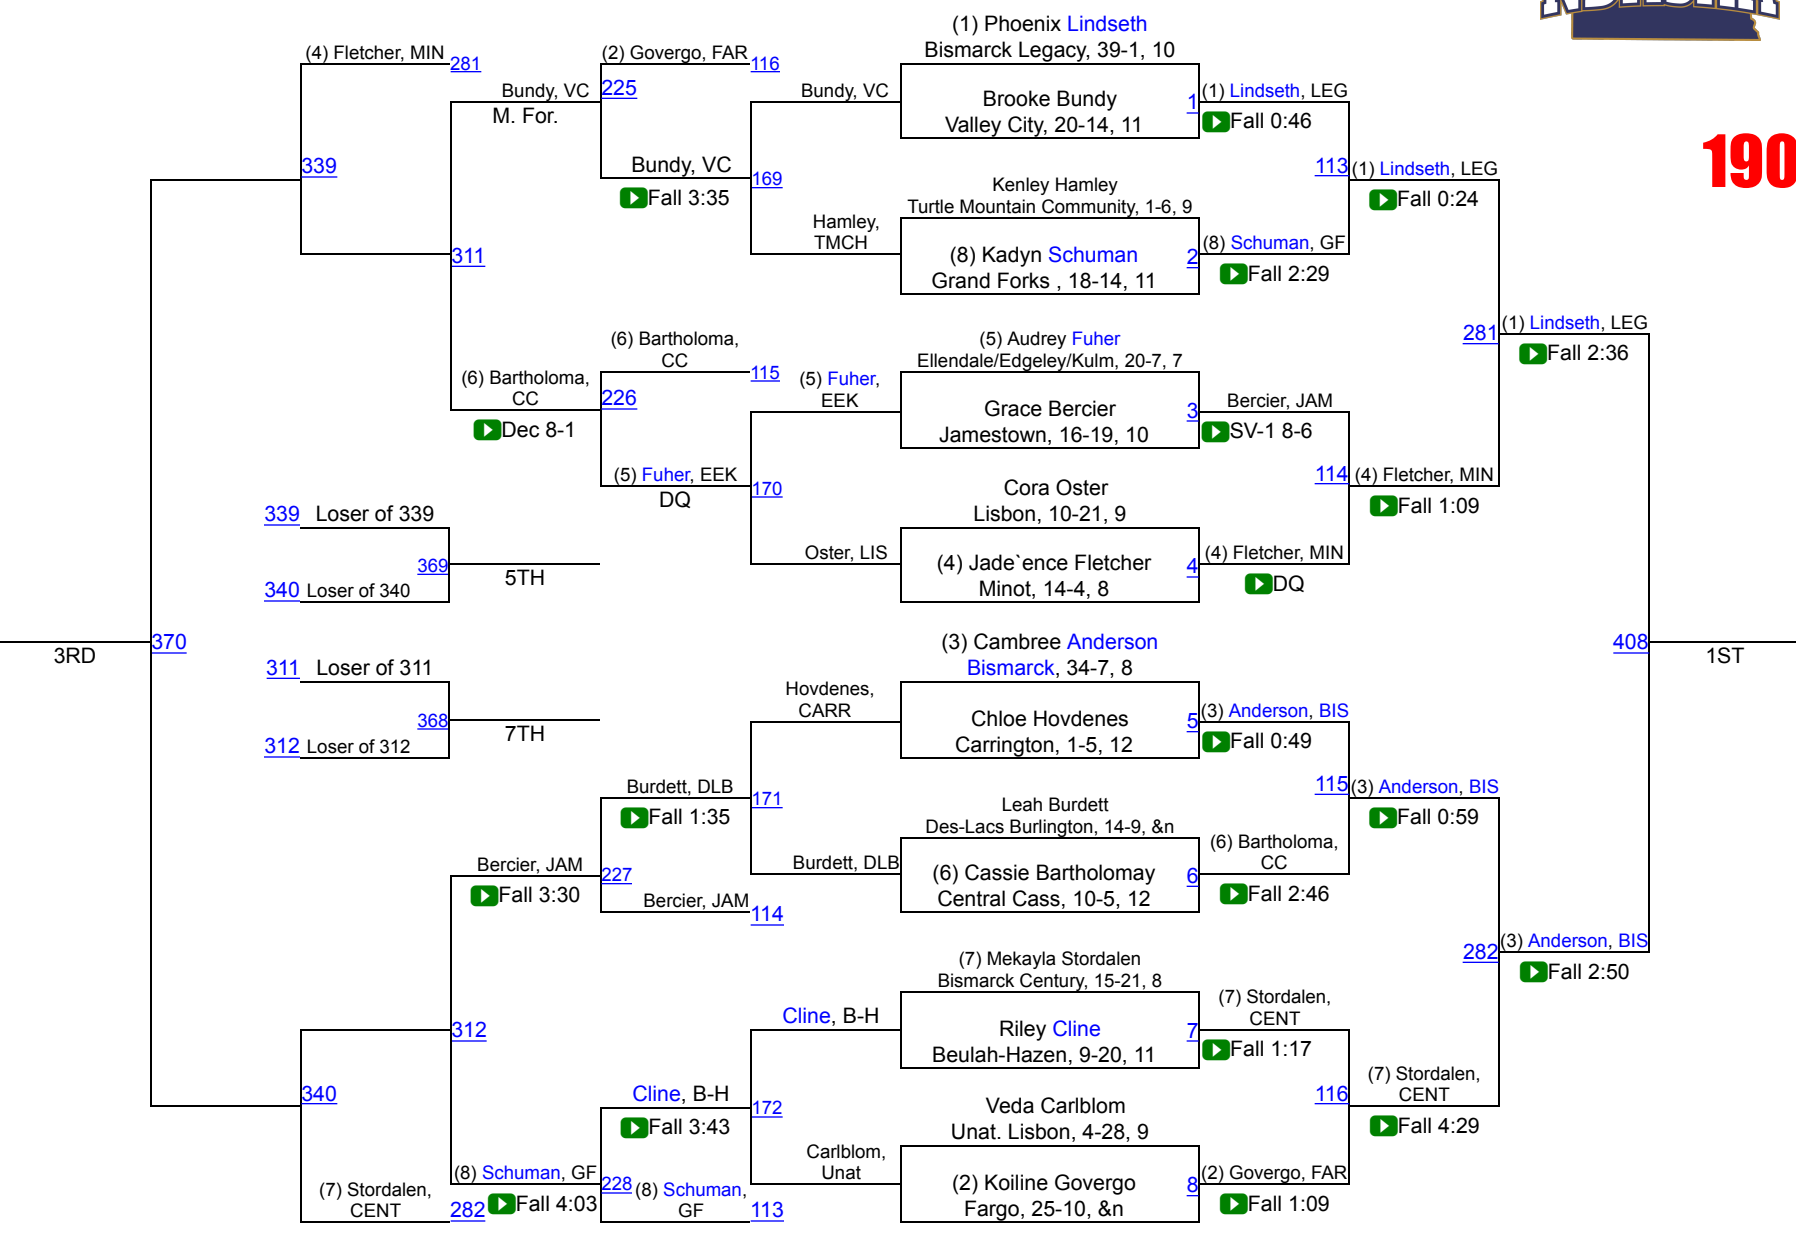 NDHSAA
190
(1) Phoenix Lindseth
Bismarck Legacy, 39-1, 10
Brooke Bundy
Valley City, 20-14, 11
1
(1) Lindseth, LEG
Fall 0:46
Kenley Hamley
Turtle Mountain Community, 1-6, 9
(8) Kadyn Schuman
Grand Forks , 18-14, 11
2
(8) Schuman, GF
Fall 2:29
113
(1) Lindseth, LEG
Fall 0:24
(5) Audrey Fuher
Ellendale/Edgeley/Kulm, 20-7, 7
Grace Bercier
Jamestown, 16-19, 10
3
Bercier, JAM
SV-1 8-6
Cora Oster
Lisbon, 10-21, 9
(4) Jade`ence Fletcher
Minot, 14-4, 8
4
(4) Fletcher, MIN
DQ
114
(4) Fletcher, MIN
Fall 1:09
281
(1) Lindseth, LEG
Fall 2:36
(3) Cambree Anderson
Bismarck, 34-7, 8
Chloe Hovdenes
Carrington, 1-5, 12
5
(3) Anderson, BIS
Fall 0:49
Leah Burdett
Des-Lacs Burlington, 14-9, &n
(6) Cassie Bartholomay
Central Cass, 10-5, 12
6
(6) Bartholoma,
CC
Fall 2:46
115
(3) Anderson, BIS
Fall 0:59
(7) Mekayla Stordalen
Bismarck Century, 15-21, 8
Riley Cline
Beulah-Hazen, 9-20, 11
7
(7) Stordalen,
CENT
Fall 1:17
Veda Carlblom
Unat. Lisbon, 4-28, 9
(2) Koiline Govergo
Fargo, 25-10, &n
8
(2) Govergo, FAR
Fall 1:09
116
(7) Stordalen,
CENT
Fall 4:29
282
(3) Anderson, BIS
Fall 2:50
408
1ST
Bundy, VC
Hamley,
TMCH
169
Bundy, VC
Fall 3:35
(2) Govergo, FAR
116
225
Bundy, VC
M. For.
(5) Fuher,
EEK
Oster, LIS
170
(5) Fuher, EEK
DQ
(6) Bartholoma,
CC
115
226
(6) Bartholoma,
CC
Dec 8-1
311
(4) Fletcher, MIN
281
339
339
Loser of 339
340
Loser of 340
369
5TH
370
3RD
311
Loser of 311
312
Loser of 312
368
7TH
Hovdenes,
CARR
Burdett, DLB
171
Burdett, DLB
Fall 1:35
Bercier, JAM
114
227
Bercier, JAM
Fall 3:30
Cline, B-H
Carlblom,
Unat
172
Cline, B-H
Fall 3:43
(8) Schuman,
GF
113
228
(8) Schuman, GF
Fall 4:03
312
340
(7) Stordalen,
CENT
282